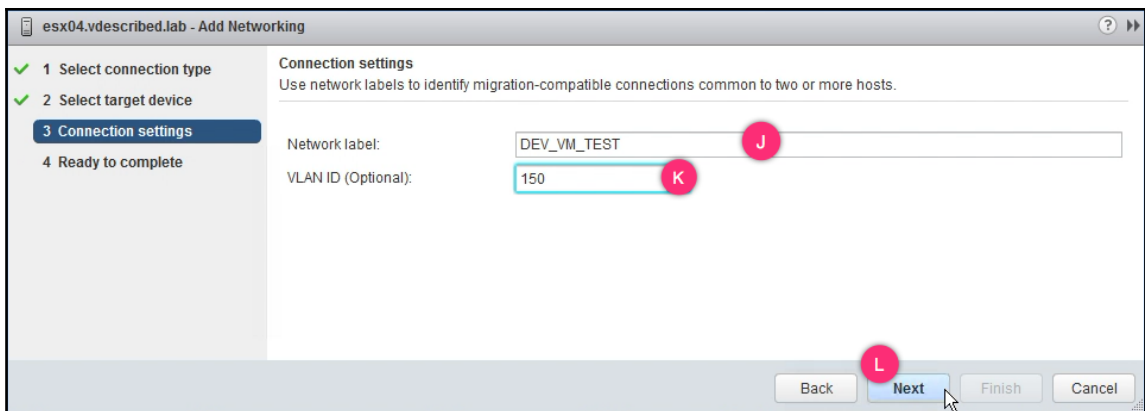 esx04.vdescribed.lab - Add Networking ?
1 Select connection type
2 Select target device
3 Connection settings
4 Ready to complete
Connection settings
Use network labels to identify migration-compatible connections common to two or more hosts.
Network label: DEV_VM_TEST J
VLAN ID (Optional): 150 K
L
Back Next Finish Cancel